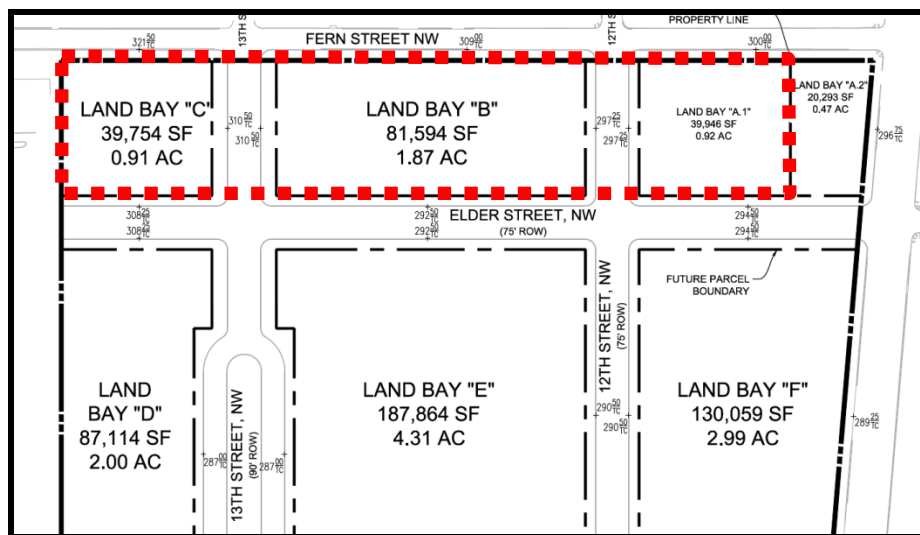 PROPERTY LINE
13TH S
12TH S
FERN STREET NW
321 50 TC
309 00 TC
300 00 TC
LAND BAY "C"
39,754 SF
0.91 AC
310 50 TC
310 50 TC
LAND BAY "B"
81,594 SF
1.87 AC
297 25 TC
297 25 TC
LAND BAY "A.1"
39,946 SF
0.92 AC
LAND BAY "A.2"
20,293 SF
0.47 AC
296 75 TC
308 25 TC
308 25 TC
292 50 TC
292 50 TC
ELDER STREET, NW
(75' ROW)
294 50 TC
294 50 TC
FUTURE PARCEL
BOUNDARY
LAND
BAY "D"
87,114 SF
2.00 AC
287 00 TC
13TH STREET, NW
(90' ROW)
287 00 TC
LAND BAY "E"
187,864 SF
4.31 AC
12TH STREET, NW
(75' ROW)
290 50 TC
290 50 TC
LAND BAY "F"
130,059 SF
2.99 AC
289 25 TC